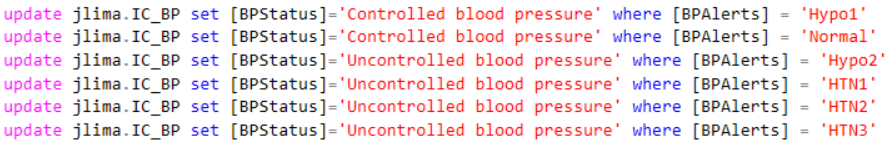 update jlima.IC_BP set [BPStatus]='Controlled blood pressure' where [BPAlerts] = 'Hypo1'
update jlima.IC_BP set [BPStatus]='Controlled blood pressure' where [BPAlerts] = 'Normal'
update jlima.IC_BP set [BPStatus]='Uncontrolled blood pressure' where [BPAlerts] = 'Hypo2'
update jlima.IC_BP set [BPStatus]='Uncontrolled blood pressure' where [BPAlerts] = 'HTN1'
update jlima.IC_BP set [BPStatus]='Uncontrolled blood pressure' where [BPAlerts] = 'HTN2'
update jlima.IC_BP set [BPStatus]='Uncontrolled blood pressure' where [BPAlerts] = 'HTN3'